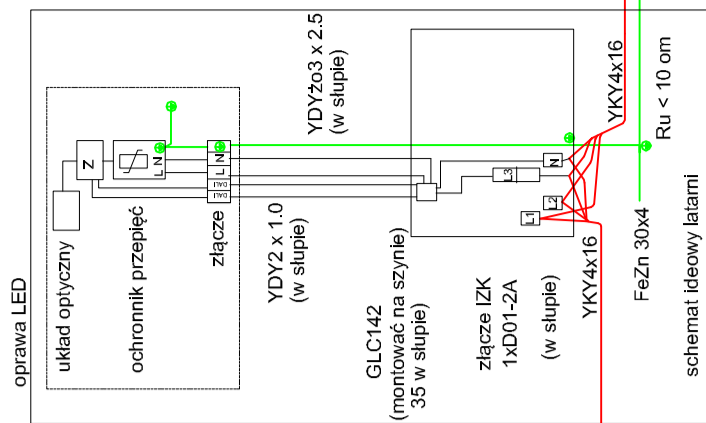 oprawa LED
układ optyczny
ochronnik przepięć
złącze
Z
L N
DALI
DALI
L
N
YDYżo3 x 2.5
(w słupie)
YDY2 x 1.0
(w słupie)
GLC142
(montować na szynie)
35 w słupie)
złącze IZK
1xD01-2A
(w słupie)
L1
L2
L3
N
YKY4x16
YKY4x16
FeZn 30x4
Ru < 10 om
schemat ideowy latarni